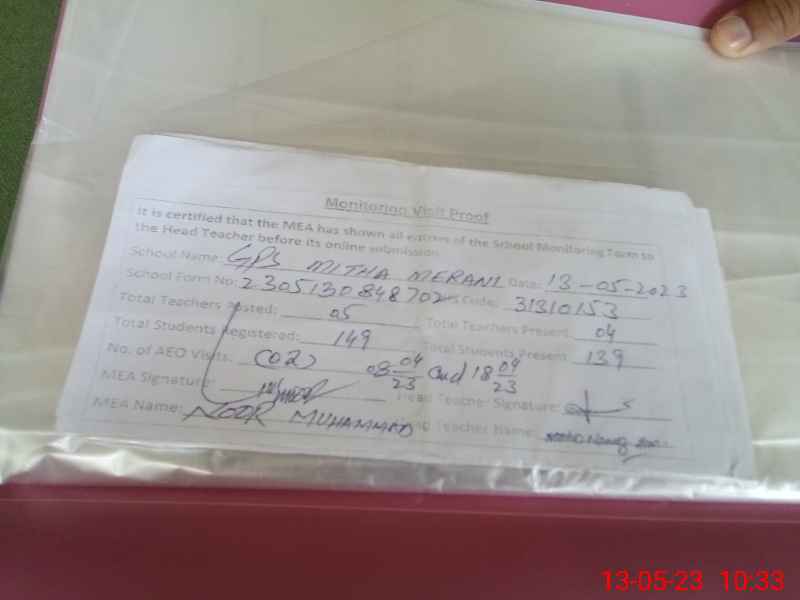 Monitoring Visit Proof
It is certified that the MEA has shown all entries of the School Monitoring Form to
the Head Teacher before its online submission
School Name: GPS MITHA MERANI Date: 13-05-2023
School Form No: 2305130848702 Code: 31310153
Total Teachers Posted: 05 Total Teachers Present 04
Total Students Registered: 149 Total Students Present 139
No. of AEO Visits: (02) 08 04/23 and 18 04/23
MEA Signature: Head Teacher Signature:
MEA Name: NOOR MUHAMMAD Teacher Name:
13-05-23 10:33